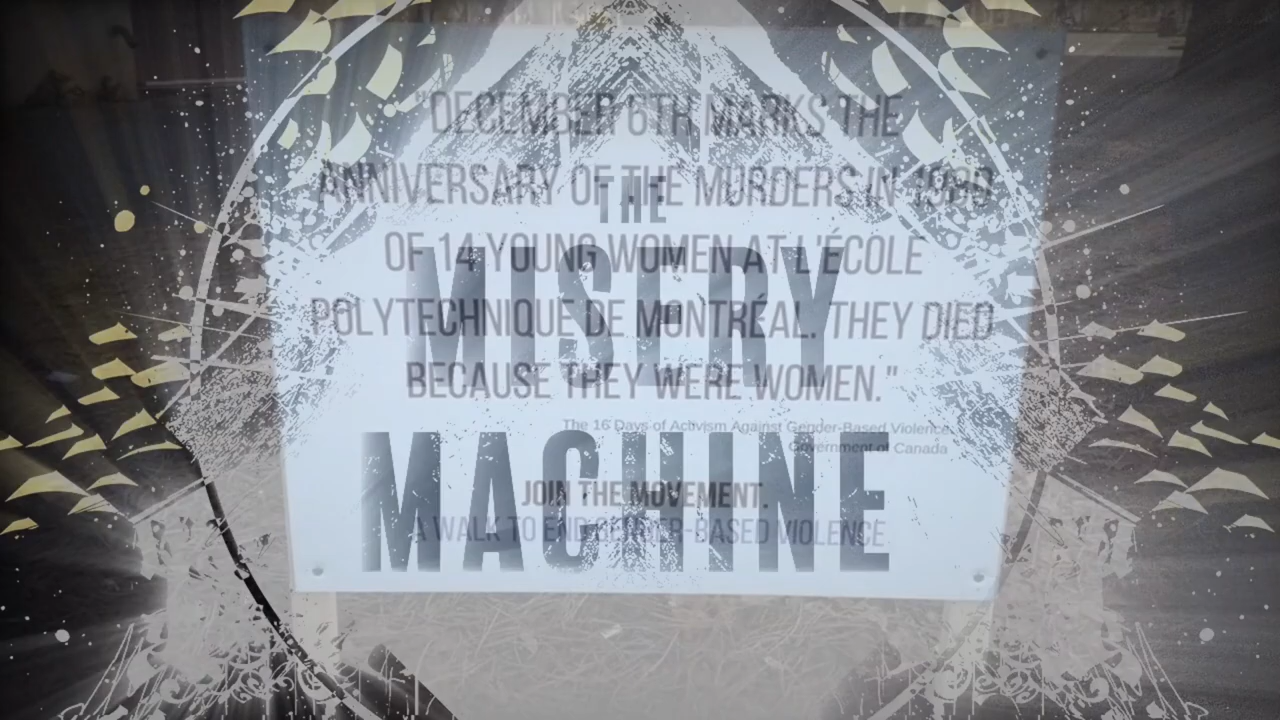 "DECEMBER 6TH MARKS THE
ANNIVERSARY OF THE MURDERS IN 1989
OF 14 YOUNG WOMEN AT L'ÉCOLE
POLYTECHNIQUE DE MONTRÉAL. THEY DIED
BECAUSE THEY WERE WOMEN."
The 16 Days of Activism Against Gender-Based Violence,
Government of Canada
JOIN THE MOVEMENT.
A WALK TO END GENDER-BASED VIOLENCE
THE
MISERY
MACHINE